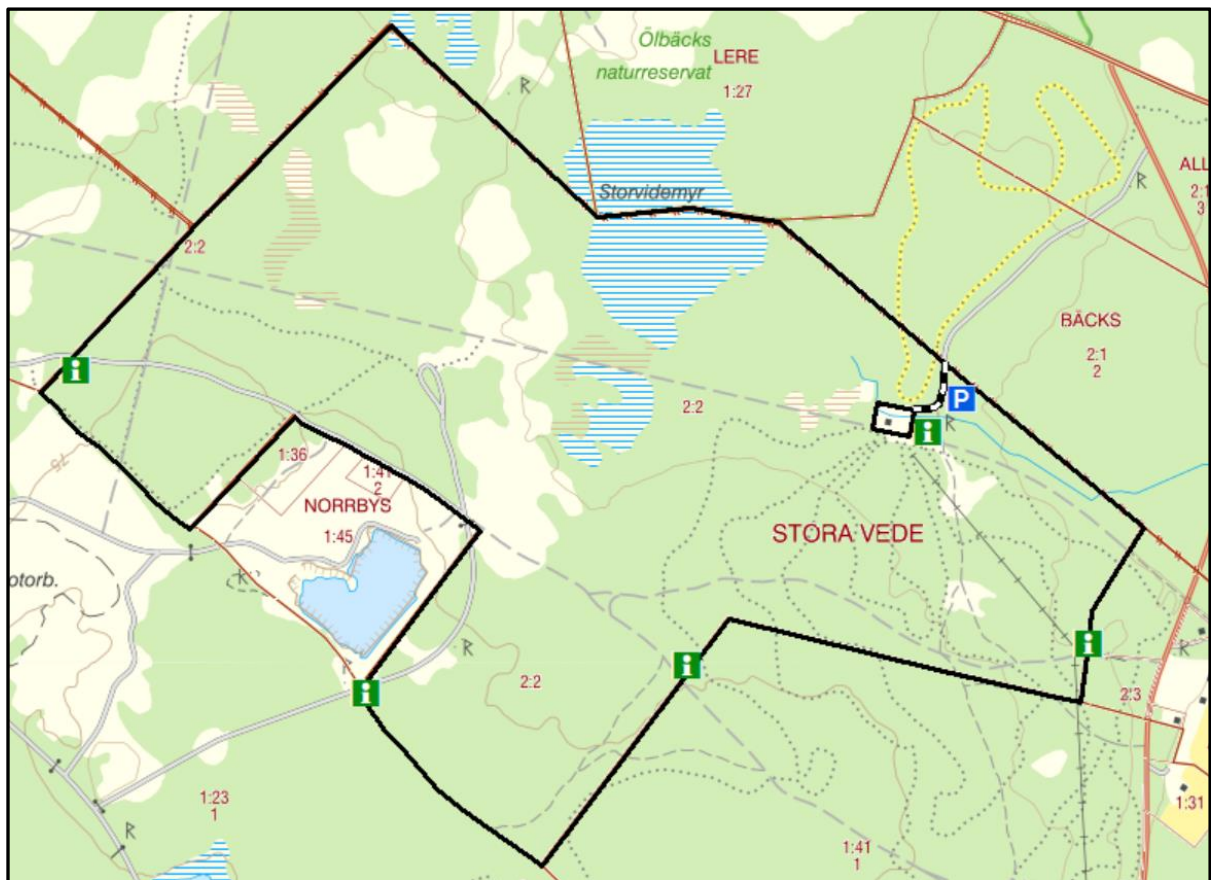 Ölbäcks
naturreservat
LERE
1:27
ALL
2:1
3
Storvidemyr
2:2
BÄCKS
2:1
2
i
P
2:2
i
1:36
1:41
2
NORRBYS
1:45
STORA VEDE
otorb.
i
i
i
2:2
2:3
75
1:23
1
1:31
1:41
1
R
R
R
R
R
R
R